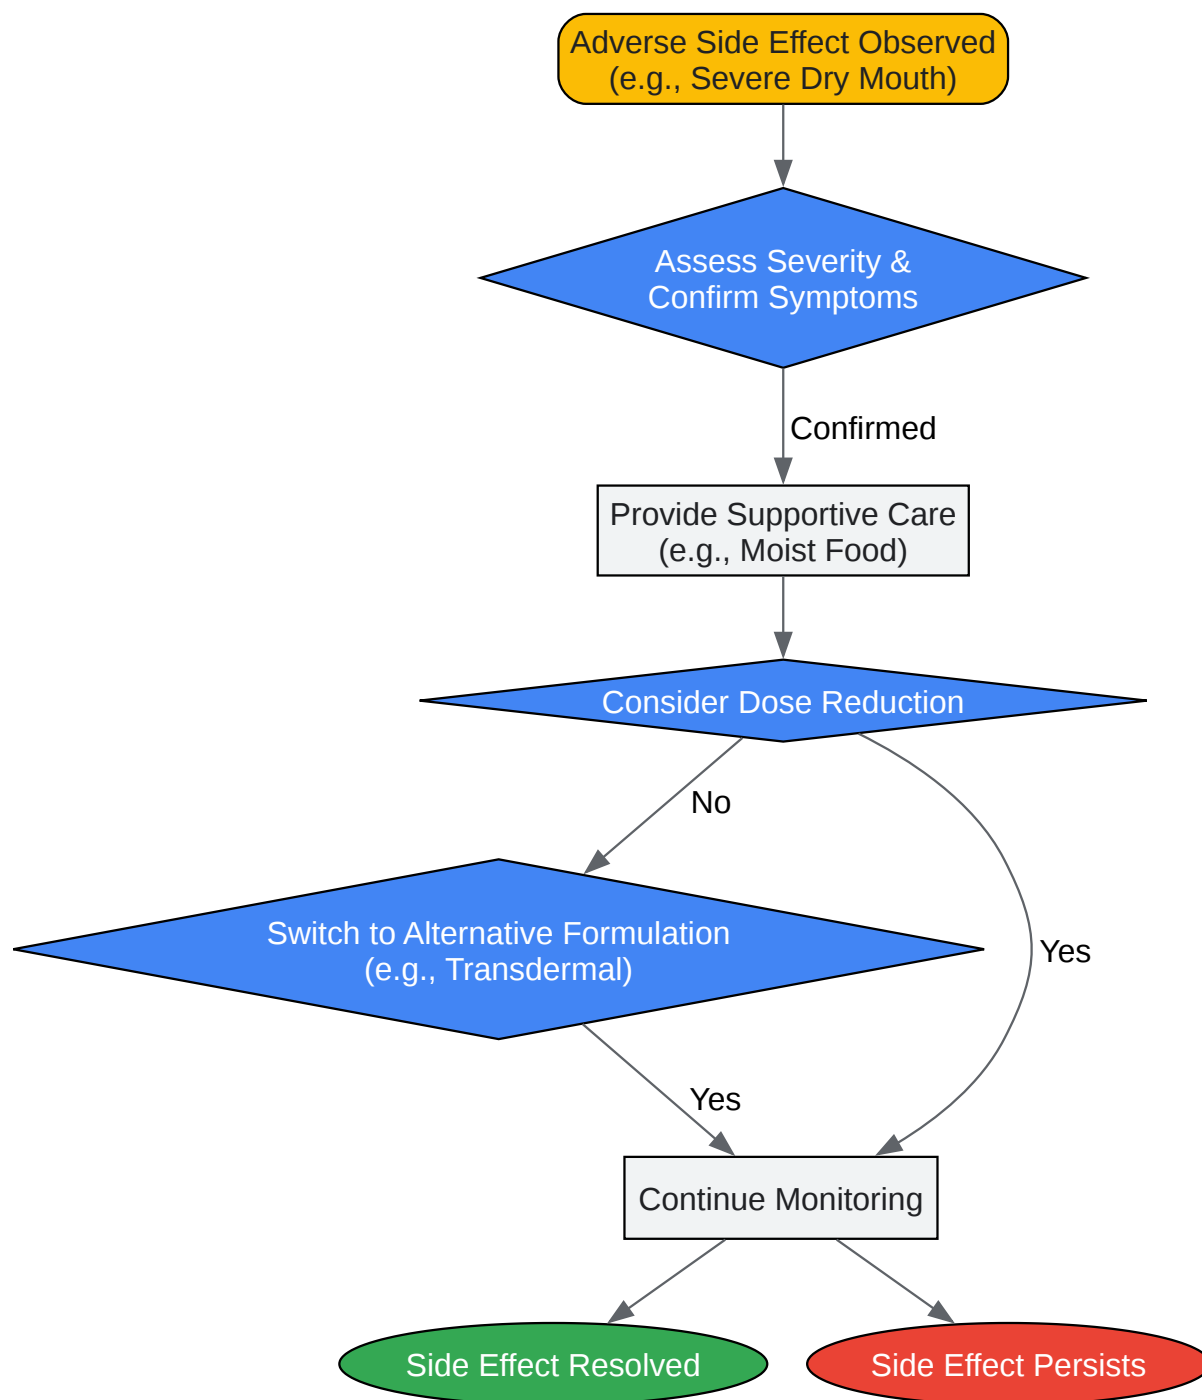 Adverse Side Effect Observed
(e.g., Severe Dry Mouth)
Assess Severity &
Confirm Symptoms
Confirmed
Provide Supportive Care
(e.g., Moist Food)
Consider Dose Reduction
No
Switch to Alternative Formulation
(e.g., Transdermal)
Yes
Yes
Continue Monitoring
Side Effect Resolved
Side Effect Persists